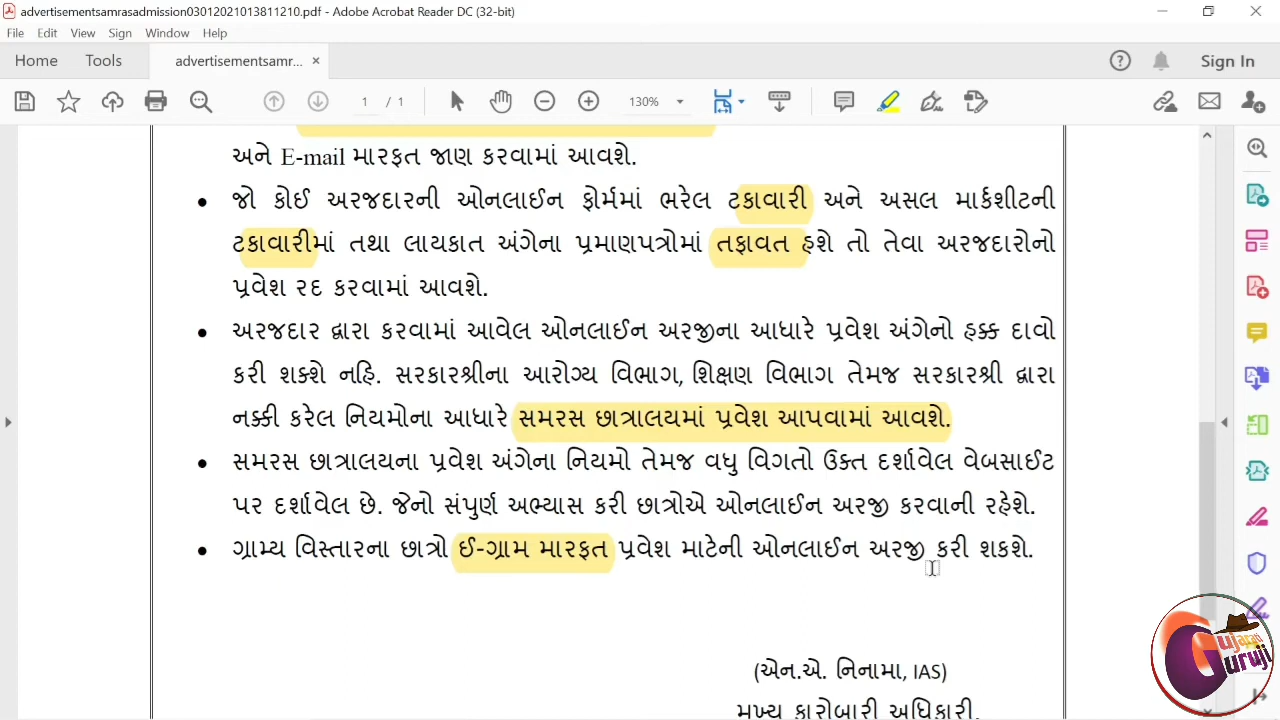 advertisementsamrasadmission03012021013811210.pdf - Adobe Acrobat Reader DC (32-bit)
File Edit View Sign Window Help
Home Tools advertisementsamr... × Sign In
1 / 1 130%
અને E-mail મારફત જાણ કરવામાં આવશે.
• જો કોઈ અરજદારની ઓનલાઈન ફોર્મમાં ભરેલ ટકાવારી અને અસલ માર્કશીટની
ટકાવારીમાં તથા લાયકાત અંગેના પ્રમાણપત્રોમાં તફાવત હશે તો તેવા અરજદારોનો
પ્રવેશ રદ કરવામાં આવશે.
• અરજદાર દ્વારા કરવામાં આવેલ ઓનલાઈન અરજીના આધારે પ્રવેશ અંગેનો હક્ક દાવો
કરી શકશે નહિ. સરકારશ્રીના આરોગ્ય વિભાગ, શિક્ષણ વિભાગ તેમજ સરકારશ્રી દ્વારા
નક્કી કરેલ નિયમોના આધારે સમરસ છાત્રાલયમાં પ્રવેશ આપવામાં આવશે.
• સમરસ છાત્રાલયના પ્રવેશ અંગેના નિયમો તેમજ વધુ વિગતો ઉક્ત દર્શાવેલ વેબસાઈટ
પર દર્શાવેલ છે. જેનો સંપુર્ણ અભ્યાસ કરી છાત્રોએ ઓનલાઈન અરજી કરવાની રહેશે.
• ગ્રામ્ય વિસ્તારના છાત્રો ઈ-ગ્રામ મારફત પ્રવેશ માટેની ઓનલાઈન અરજી કરી શકશે.
(એન.એ. નિનામા, IAS)
મુખ્ય કારોબારી અધિકારી,
Gujarati Guruji